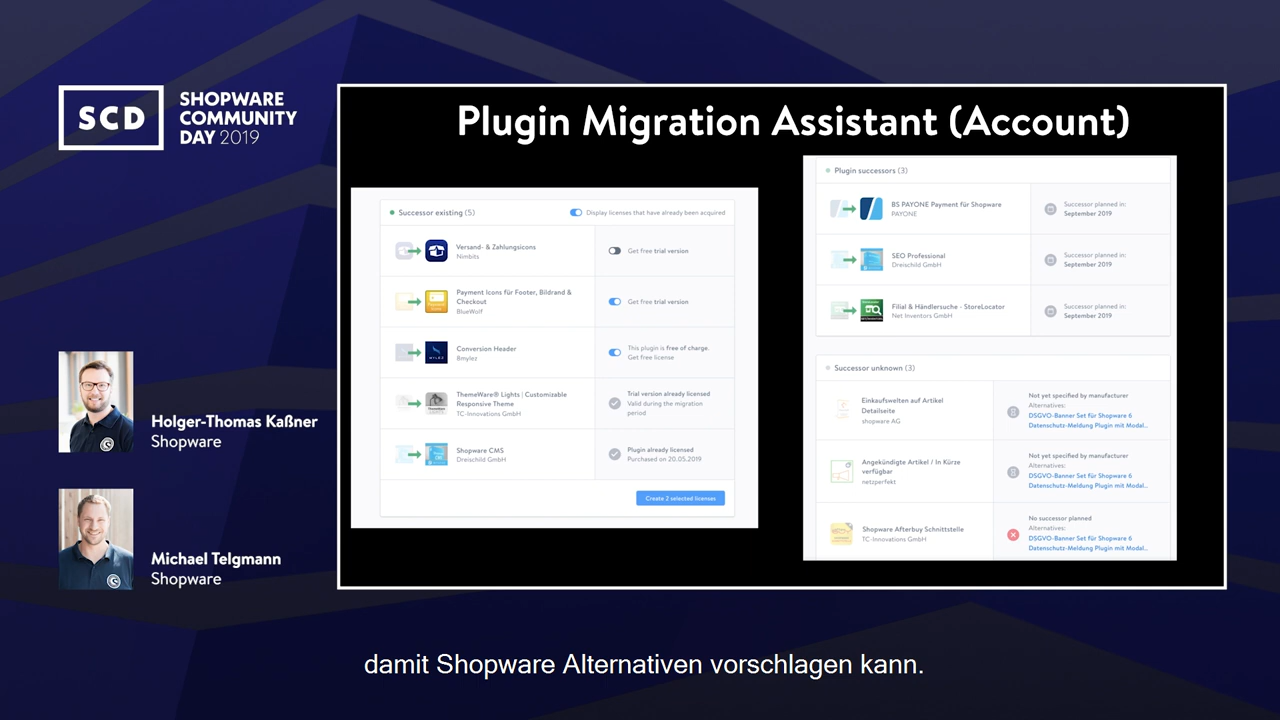 SCD
SHOPWARE
COMMUNITY
DAY 2019
Plugin Migration Assistant (Account)
Successor existing (5)
Display licenses that have already been acquired
Versand- & Zahlungsicons
Nimbits
Get free trial version
Payment Icons für Footer, Bildrand &
Checkout
BlueWolf
Get free trial version
Conversion Header
8mylez
This plugin is free of charge.
Get free license
ThemeWare® Lights | Customizable
Responsive Theme
TC-Innovations GmbH
Trial version already licensed
Valid during the migration
period
Shopware CMS
Dreischild GmbH
Plugin already licensed
Purchased on 20.05.2019
Create 2 selected licenses
Plugin successors (3)
BS PAYONE Payment für Shopware
PAYONE
Successor planned in:
September 2019
SEO Professional
Dreischild GmbH
Successor planned in:
September 2019
Filial & Händlersuche - StoreLocator
Net Inventors GmbH
Successor planned in:
September 2019
Successor unknown (3)
Einkaufswelten auf Artikel
Detailseite
shopware AG
Not yet specified by manufacturer
Alternatives:
DSGVO-Banner Set für Shopware 6
Datenschutz-Meldung Plugin mit Modal...
Angekündigte Artikel / In Kürze
verfügbar
netzperfekt
Not yet specified by manufacturer
Alternatives:
DSGVO-Banner Set für Shopware 6
Datenschutz-Meldung Plugin mit Modal...
Shopware Afterbuy Schnittstelle
TC-Innovations GmbH
No successor planned
Alternatives:
DSGVO-Banner Set für Shopware 6
Datenschutz-Meldung Plugin mit Modal...
Holger-Thomas Kaßner
Shopware
Michael Telgmann
Shopware
damit Shopware Alternativen vorschlagen kann.